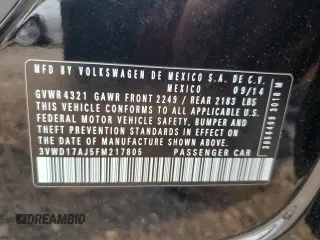 MFD. BY VOLKSWAGEN DE MEXICO S.A. DE C.V.
MEXICO 09/14
GVWR 4321 GAWR FRONT 2249 / REAR 2183 LBS
THIS VEHICLE CONFORMS TO ALL APPLICABLE U.S.
FEDERAL MOTOR VEHICLE SAFETY, BUMPER AND
THEFT PREVENTION STANDARDS IN EFFECT ON THE
DATE OF MANUFACTURE SHOWN ABOVE.
3VWD17AJ5FM217805 PASSENGER CAR
DREAMBID